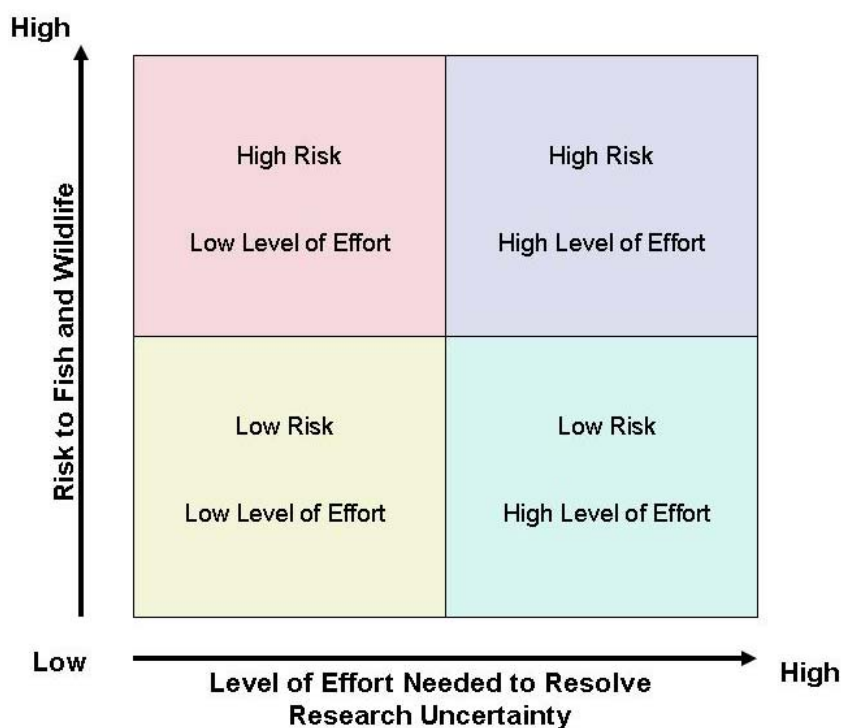 High
Risk to Fish and Wildlife
High Risk
Low Level of Effort
High Risk
High Level of Effort
Low Risk
Low Level of Effort
Low Risk
High Level of Effort
Low
Level of Effort Needed to Resolve
Research Uncertainty
High